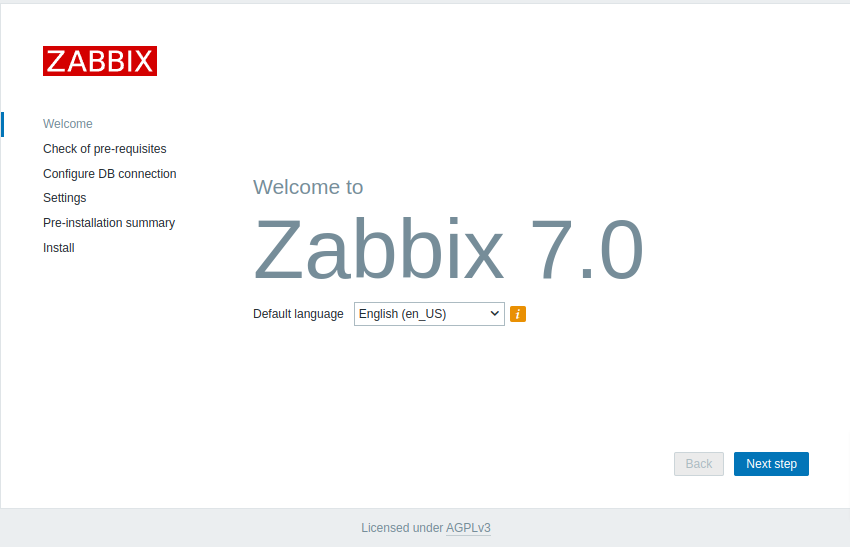 ZABBIX
Welcome
Check of pre-requisites
Configure DB connection
Settings
Pre-installation summary
Install
Welcome to
Zabbix 7.0
Default language English (en_US) i
Back Next step
Licensed under AGPLv3